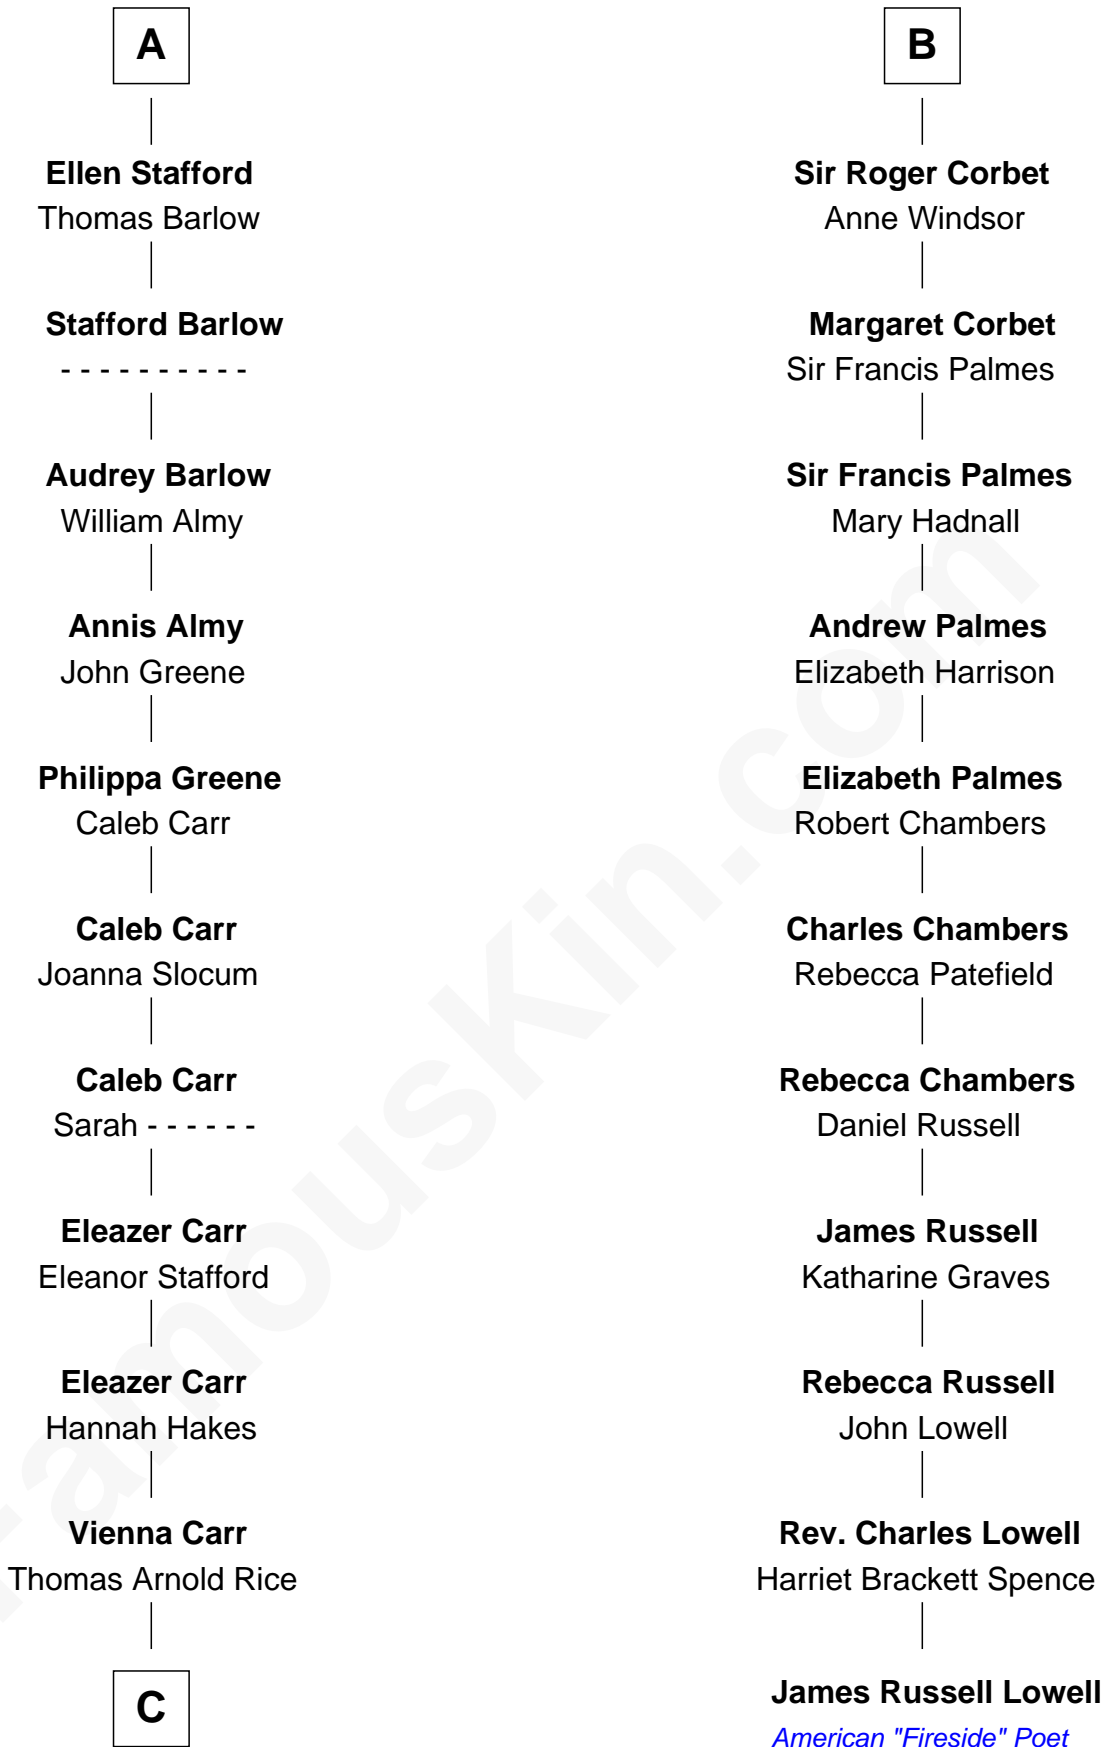 A
Ellen Stafford
Thomas Barlow
Stafford Barlow
- - - - - - - - - -
Audrey Barlow
William Almy
Annis Almy
John Greene
Philippa Greene
Caleb Carr
Caleb Carr
Joanna Slocum
Caleb Carr
Sarah - - - - - -
Eleazer Carr
Eleanor Stafford
Eleazer Carr
Hannah Hakes
Vienna Carr
Thomas Arnold Rice
C
B
Sir Roger Corbet
Anne Windsor
Margaret Corbet
Sir Francis Palmes
Sir Francis Palmes
Mary Hadnall
Andrew Palmes
Elizabeth Harrison
Elizabeth Palmes
Robert Chambers
Charles Chambers
Rebecca Patefield
Rebecca Chambers
Daniel Russell
James Russell
Katharine Graves
Rebecca Russell
John Lowell
Rev. Charles Lowell
Harriet Brackett Spence
James Russell Lowell
American "Fireside" Poet
FamousKin.com